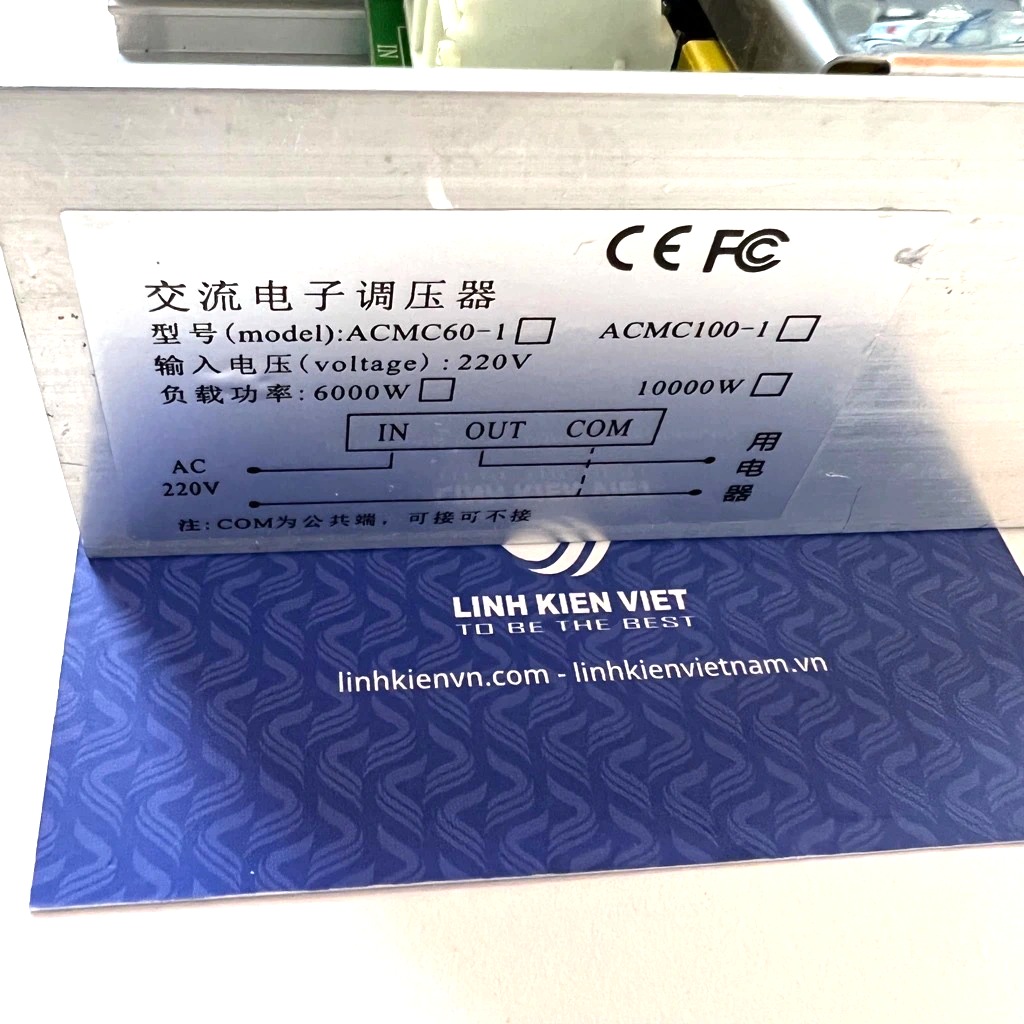 IN
CE FC
交流电子调压器
型号(model):ACMC60-1 ACMC100-1
输入电压(voltage):220V
负载功率:6000W 10000W
IN OUT COM
AC
220V
用电器
注:COM为公共端，可接可不接
LINH KIEN VIET
TO BE THE BEST
linhkienvn.com - linhkienvietnam.vn